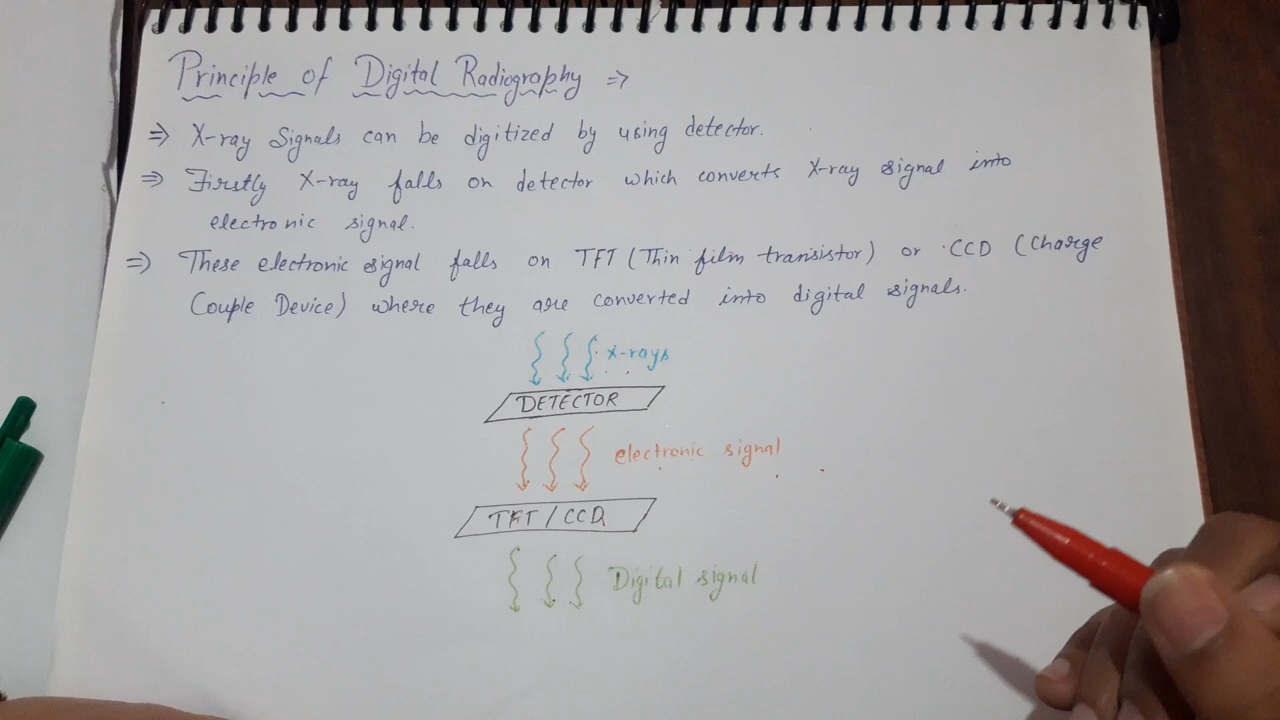 Principle of Digital Radiography ⇒
⇒ X-ray Signals can be digitized by using detector.
⇒ Firstly X-ray falls on detector which converts X-ray signal into
electronic signal.
⇒ These electronic signal falls on TFT (Thin film transistor) or CCD (Charge
Couple Device) where they are converted into digital signals.
X-rays
DETECTOR
electronic signal
TFT / CCD
Digital signal